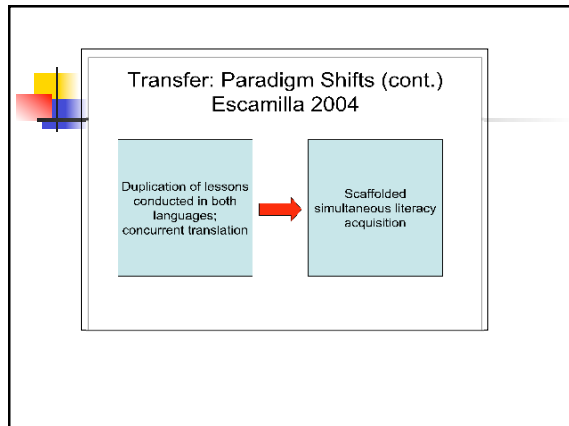 Transfer: Paradigm Shifts (cont.)
Escamilla 2004
Duplication of lessons
conducted in both
languages;
concurrent translation
Scaffolded
simultaneous literacy
acquisition